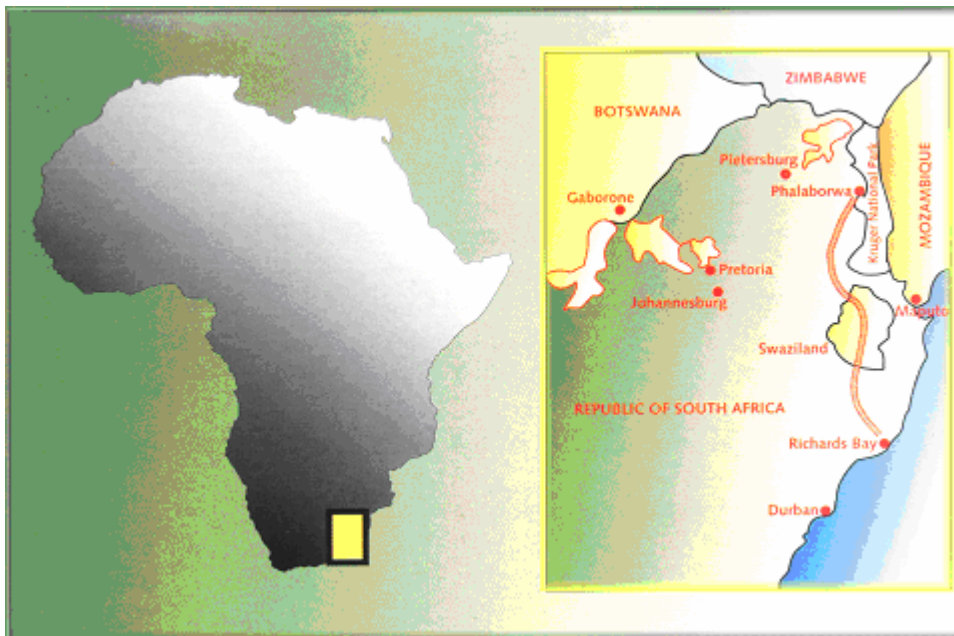 ZIMBABWE
BOTSWANA
Pietersburg
Phalaborwa
Kruger National Park
MOZAMBIQUE
Gaborone
Pretoria
Johannesburg
Maputo
Swaziland
REPUBLIC OF SOUTH AFRICA
Richards Bay
Durban